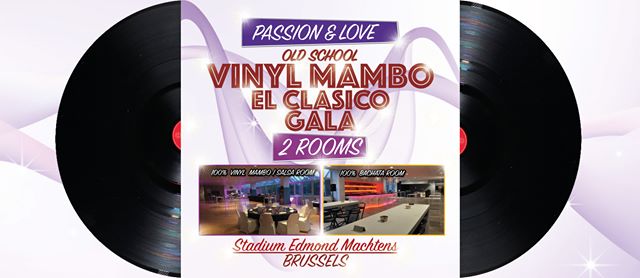 PASSION & LOVE
OLD SCHOOL
VINYL MAMBO
EL CLASICO
GALA
2 ROOMS
100% VINYL MAMBO / SALSA ROOM
100% BACHATA ROOM
Stadium Edmond Machtens
BRUSSELS